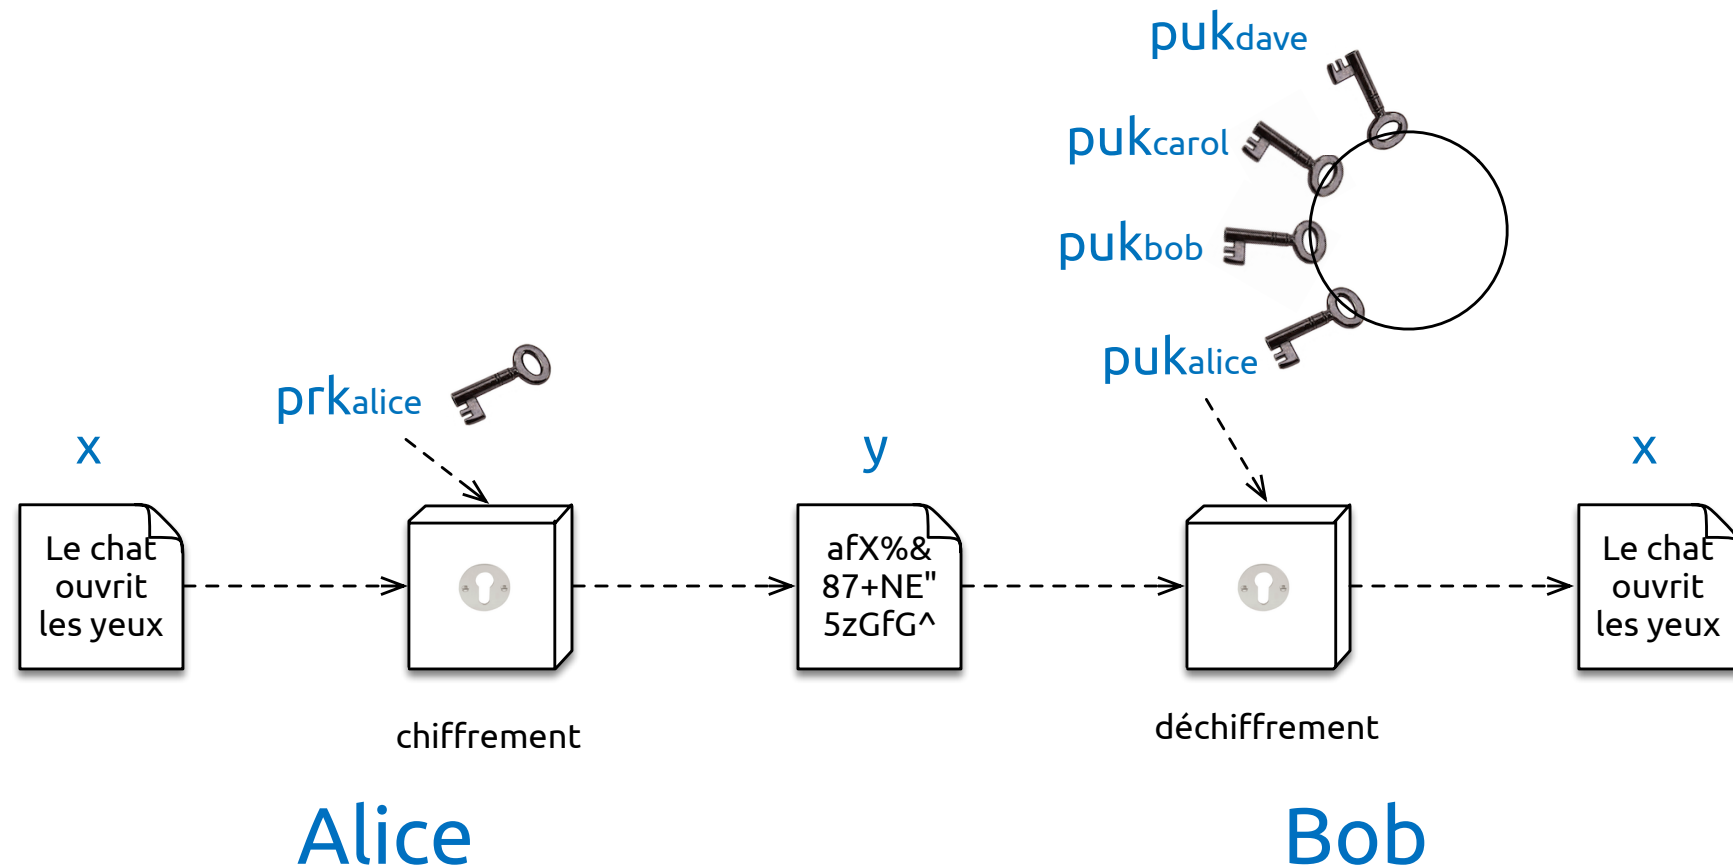 pukdave
pukcarol
pukbob
pukalice
prkalice
x
y
x
Le chat
ouvrit
les yeux
afX%&
87+NE"
5zGfG^
Le chat
ouvrit
les yeux
chiffrement
déchiffrement
Alice
Bob